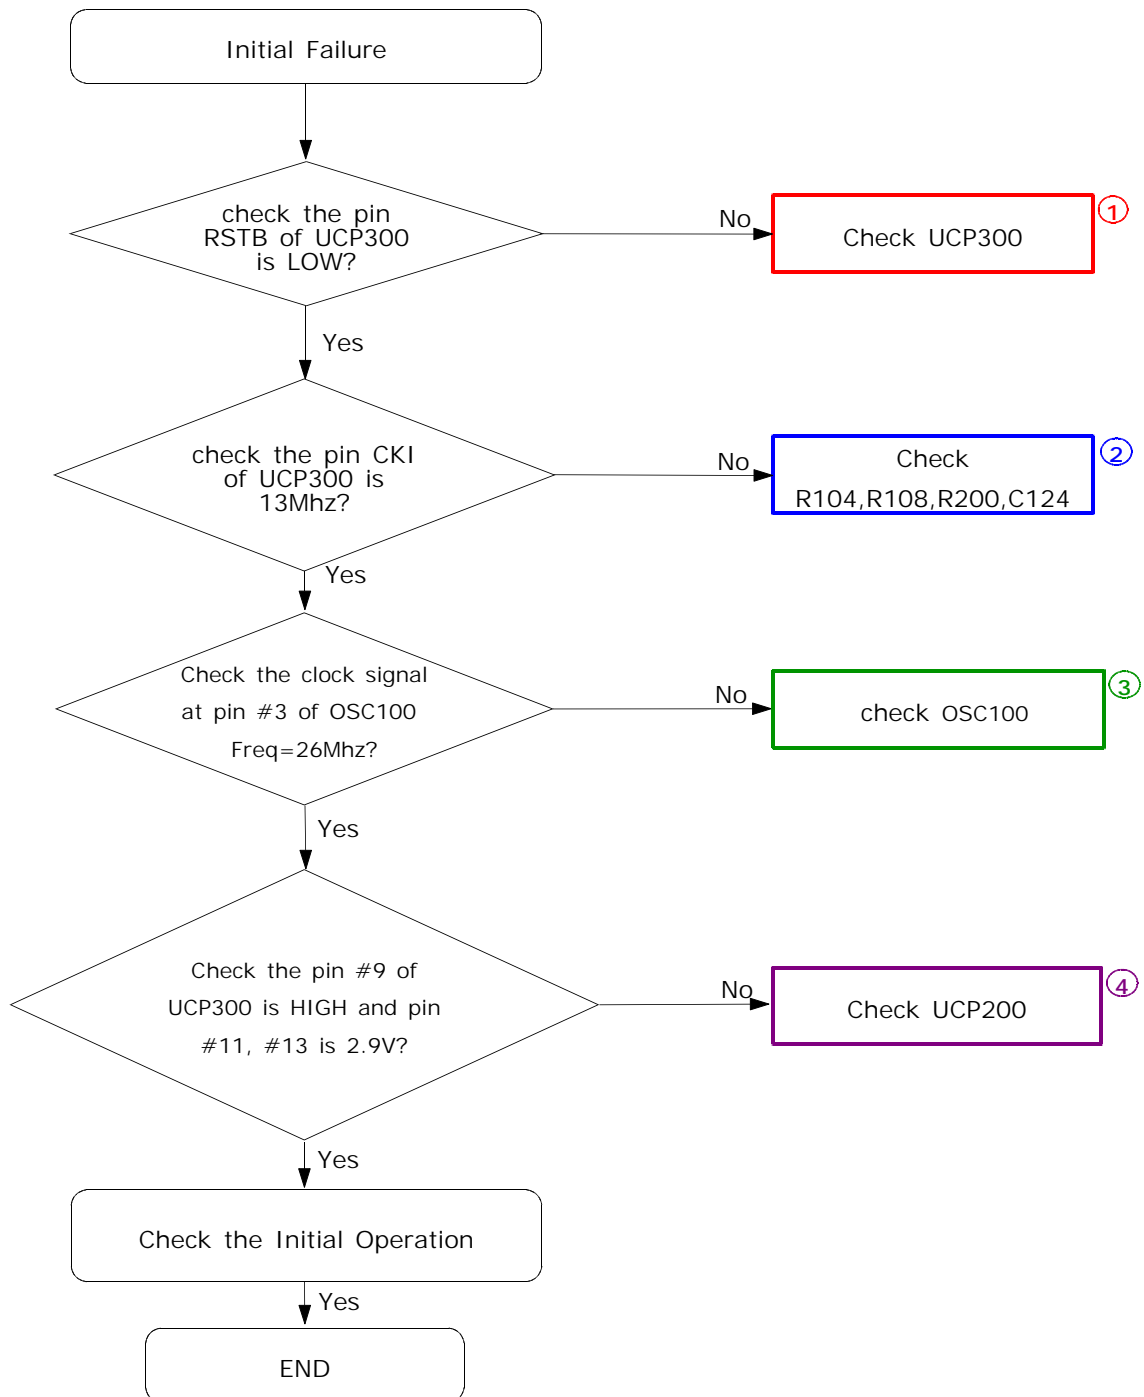 Initial Failure
check the pin
RSTB of UCP300
is LOW?
No
Check UCP300
1
Yes
check the pin CKI
of UCP300 is
13Mhz?
No
Check
R104,R108,R200,C124
2
Yes
Check the clock signal
at pin #3 of OSC100
Freq=26Mhz?
No
check OSC100
3
Yes
Check the pin #9 of
UCP300 is HIGH and pin
#11, #13 is 2.9V?
No
Check UCP200
4
Yes
Check the Initial Operation
Yes
END